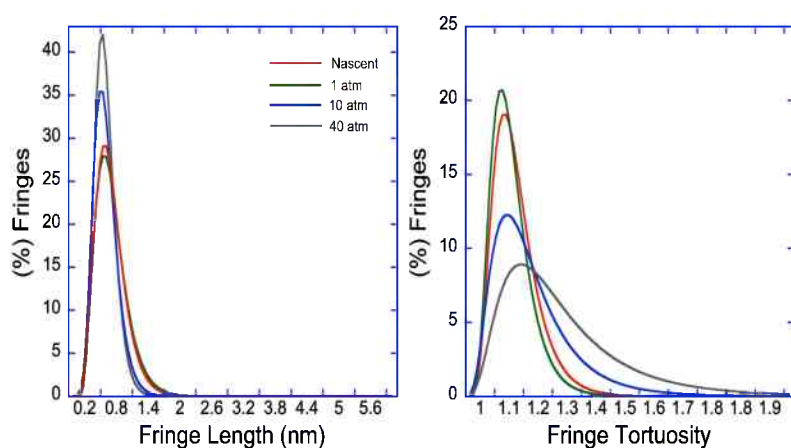 (%) Fringes
40
35
30
25
20
15
10
5
0
Nascent
1 atm
10 atm
40 atm
0.2 0.8 1.4 2 2.6 3.2 3.8 4.4 5 5.6
Fringe Length (nm)
(%) Fringes
25
20
15
10
5
0
1 1.1 1.2 1.3 1.4 1.5 1.6 1.7 1.8 1.9
Fringe Tortuosity